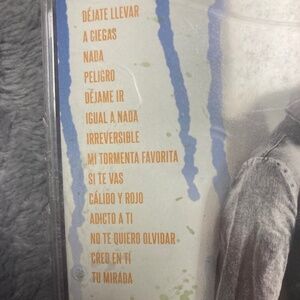 DÉJATE LLEVAR
A CIEGAS
NADA
PELIGRO
DÉJAME IR
IGUAL A NADA
IRREVERSIBLE
MI TORMENTA FAVORITA
SI TE VAS
CÁLIDO Y ROJO
ADICTO A TI
NO TE QUIERO OLVIDAR
CREO EN TÍ
TU MIRADA